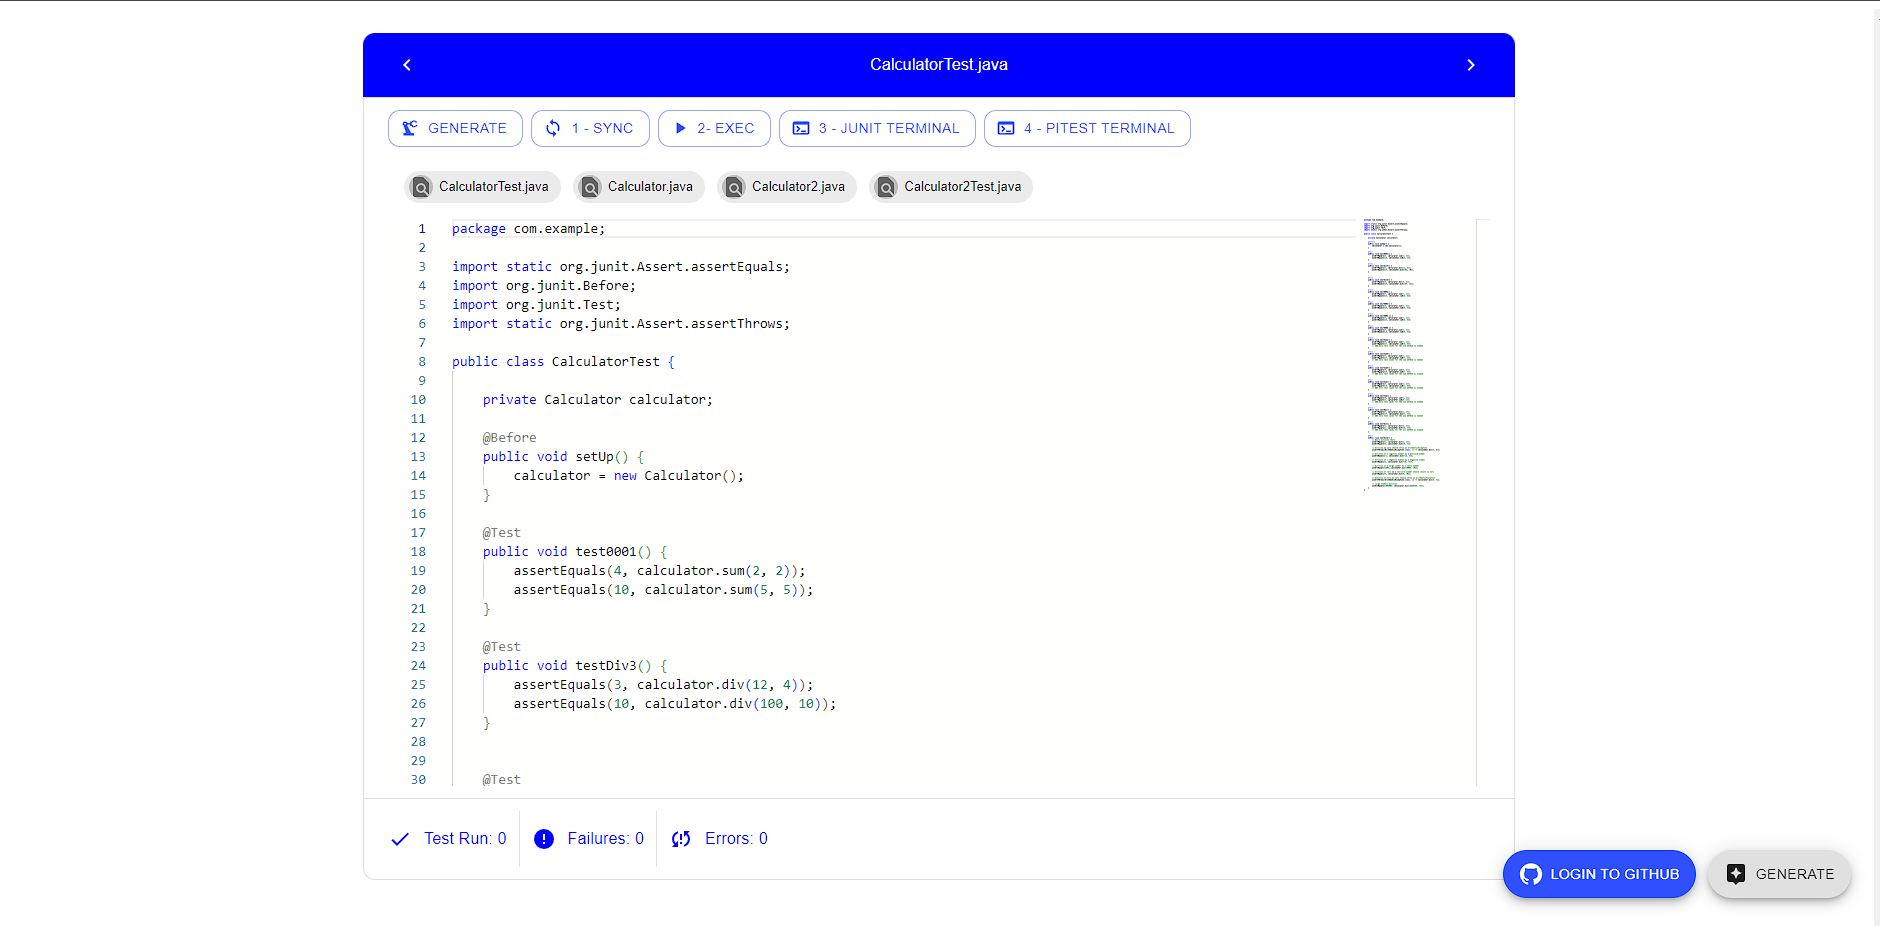 CalculatorTest.java
GENERATE
1 - SYNC
2- EXEC
3 - JUNIT TERMINAL
4 - PITEST TERMINAL
CalculatorTest.java
Calculator.java
Calculator2.java
Calculator2Test.java
1 package com.example;
2
3 import static org.junit.Assert.assertEquals;
4 import org.junit.Before;
5 import org.junit.Test;
6 import static org.junit.Assert.assertThrows;
7
8 public class CalculatorTest {
9
10     private Calculator calculator;
11
12     @Before
13     public void setUp() {
14         calculator = new Calculator();
15     }
16
17     @Test
18     public void test0001() {
19         assertEquals(4, calculator.sum(2, 2));
20         assertEquals(10, calculator.sum(5, 5));
21     }
22
23     @Test
24     public void testDiv3() {
25         assertEquals(3, calculator.div(12, 4));
26         assertEquals(10, calculator.div(100, 10));
27     }
28
29
30     @Test
Test Run: 0
Failures: 0
Errors: 0
LOGIN TO GITHUB
GENERATE